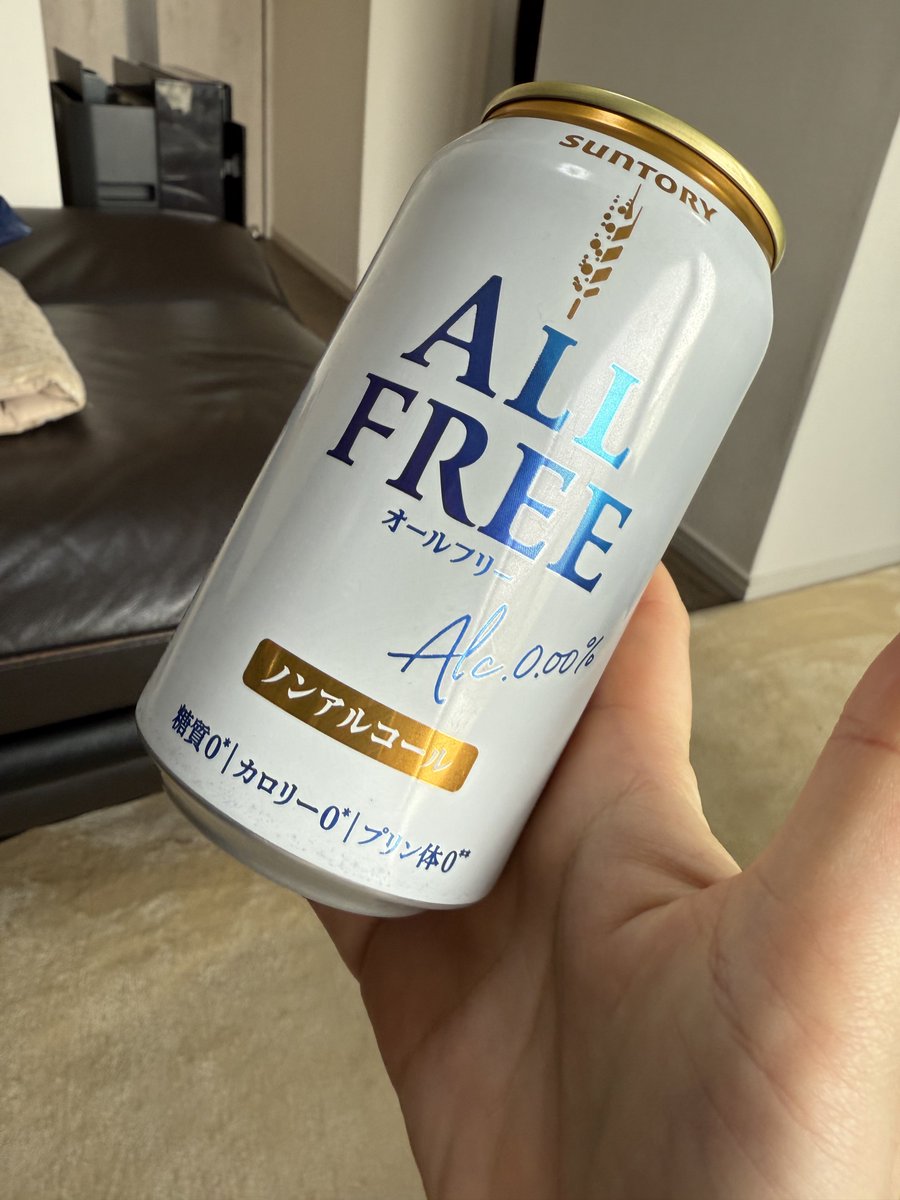 SUNTORY
ALL
FREE
オールフリー
Alc.0.00%
ノンアルコール
糖質0*|カロリー0*|プリン体0**